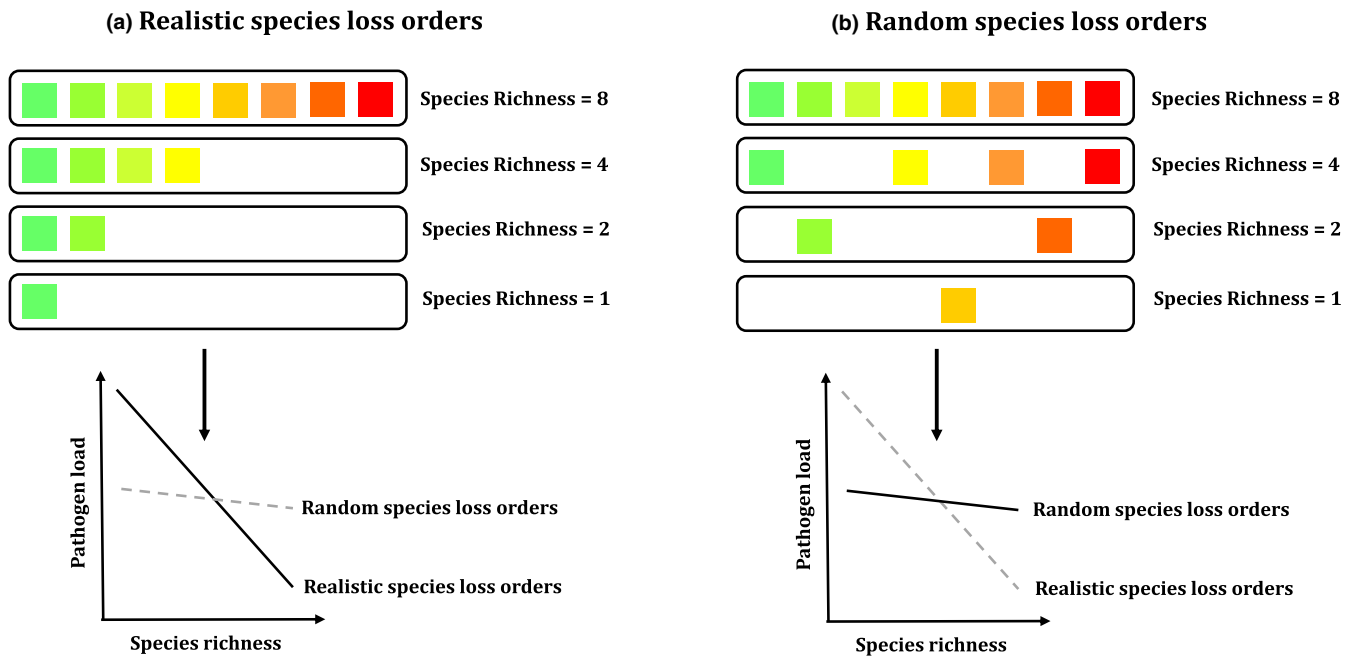 (a) Realistic species loss orders
Species Richness = 8
Species Richness = 4
Species Richness = 2
Species Richness = 1
Pathogen load
Random species loss orders
Realistic species loss orders
Species richness
(b) Random species loss orders
Species Richness = 8
Species Richness = 4
Species Richness = 2
Species Richness = 1
Pathogen load
Random species loss orders
Realistic species loss orders
Species richness